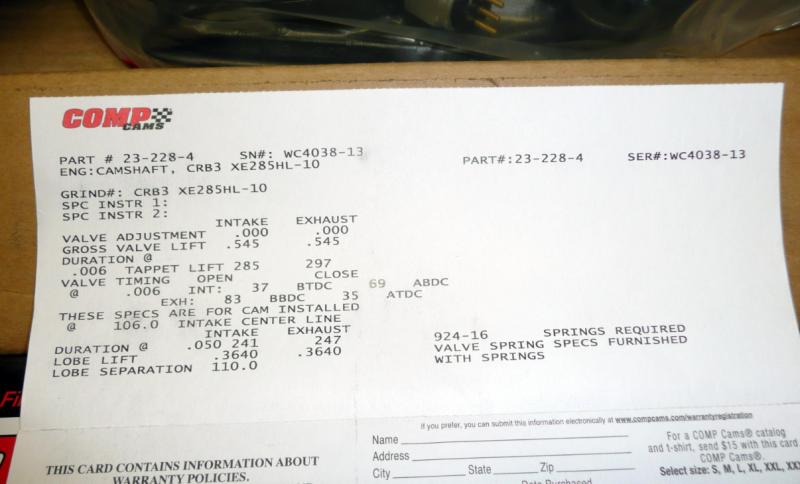 COMP
CAMS
PART # 23-228-4 SN#: WC4038-13 PART#:23-228-4 SER#:WC4038-13
ENG:CAMSHAFT, CRB3 XE285HL-10
GRIND#: CRB3 XE285HL-10
SPC INSTR 1:
SPC INSTR 2:
INTAKE EXHAUST
VALVE ADJUSTMENT .000 .000
GROSS VALVE LIFT .545 .545
DURATION @
.006 TAPPET LIFT 285 297
VALVE TIMING OPEN CLOSE
@ .006 INT: 37 BTDC 69 ABDC
EXH: 83 BBDC 35 ATDC
THESE SPECS ARE FOR CAM INSTALLED
@ 106.0 INTAKE CENTER LINE
INTAKE EXHAUST
DURATION @ .050 241 247
LOBE LIFT .3640 .3640
LOBE SEPARATION 110.0
924-16 SPRINGS REQUIRED
VALVE SPRING SPECS FURNISHED
WITH SPRINGS
If you prefer, you can submit this information electronically at www.compcams.com/warrantyregistration
Name
Address
City State Zip
Date Purchased
For a COMP Cams® catalog
and t-shirt, send $15 with this card
COMP Cams®.
Select size: S, M, L, XL, XXL,
THIS CARD CONTAINS INFORMATION ABOUT
WARRANTY POLICIES.